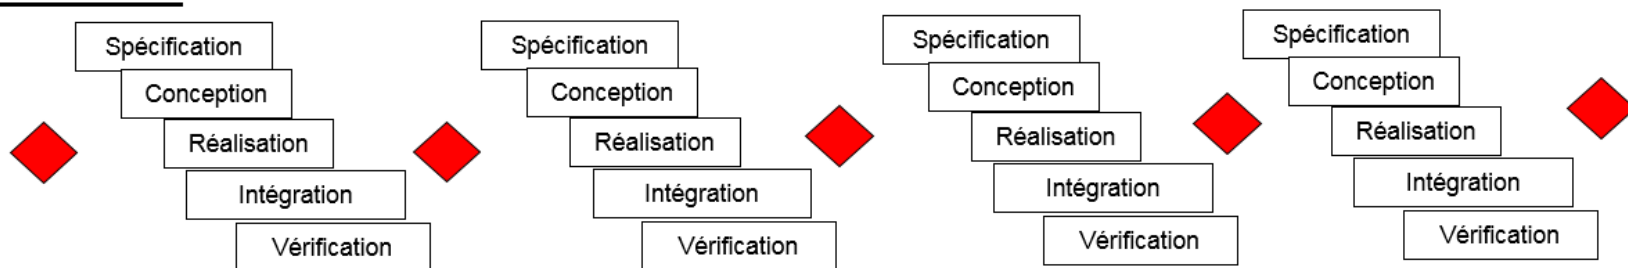 Spécification
Conception
Réalisation
Intégration
Vérification
Spécification
Conception
Réalisation
Intégration
Vérification
Spécification
Conception
Réalisation
Intégration
Vérification
Spécification
Conception
Réalisation
Intégration
Vérification